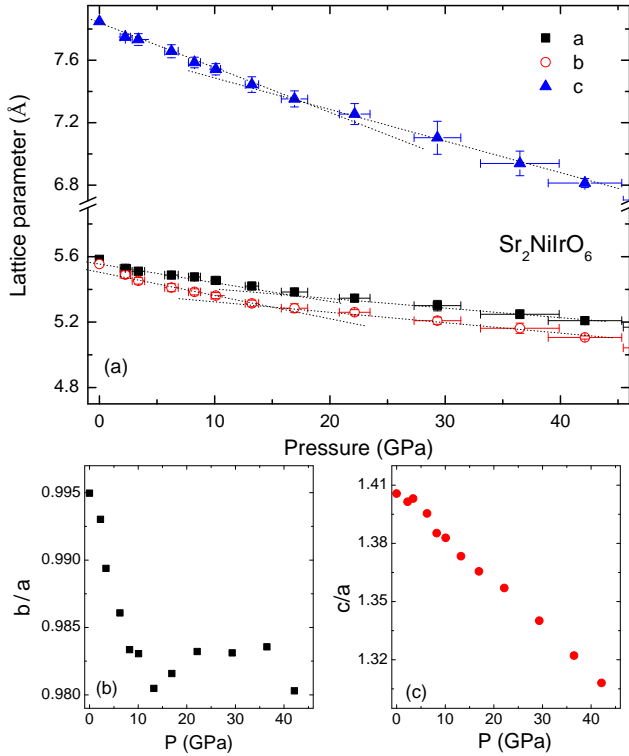 7.6
7.2
6.8
5.6
5.2
4.8
Lattice parameter (Å)
a
b
c
Sr₂NiIrO₆
(a)
0
10
20
30
40
Pressure (GPa)
0.995
0.990
0.985
0.980
b/a
(b)
0
10
20
30
40
P (GPa)
1.41
1.38
1.35
1.32
c/a
(c)
0
10
20
30
40
P (GPa)